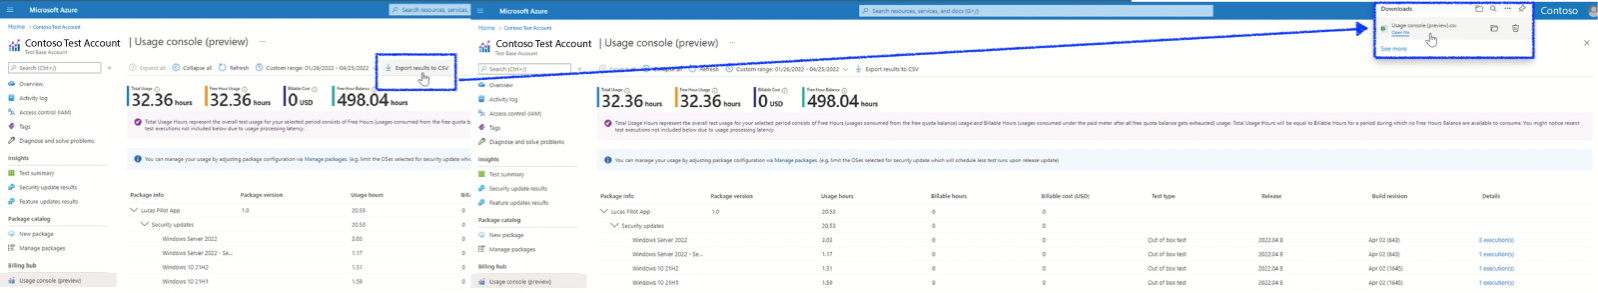 Microsoft Azure
Search resources, services,
Home > Contoso Test Account
Contoso Test Account | Usage console (preview) ...
Test Base Account
Search (Ctrl+/)
Expand all
Collapse all
Refresh
Custom range: 01/26/2022 - 04/25/2022
Export results to CSV
Overview
Activity log
Access control (IAM)
Tags
Diagnose and solve problems
Insights
Test summary
Security update results
Feature updates results
Package catalog
New package
Manage packages
Billing hub
Usage console (preview)
Total Usage
32.36 hours
Free Hour Usage
32.36 hours
Billable Cost
0 USD
Free Hour Balance
498.04 hours
Total Usage Hours represent the overall test usage for your selected period consists of Free Hours (usages consumed from the free quota b
test executions not included below due to usage processing latency.
You can manage your usage by adjusting package configuration via Manage packages. (e.g. limit the OSes selected for security update whic
Package info Package version Usage hours Bill
Lucas Pilot App 1.0 20.53 0
Security updates 20.53 0
Windows Server 2022 3.03 0
Windows Server 2022 - Se... 1.17 0
Windows 10 21H2 1.31 0
Windows 10 21H1 1.59 0
Microsoft Azure
Search resources, services, and docs (G+/)
Contoso
Downloads
Usage console (preview).csv
Open file
See more
Home > Contoso Test Account
Contoso Test Account | Usage console (preview) ...
Test Base Account
Search (Ctrl+/)
Expand all
Collapse all
Refresh
Custom range: 01/26/2022 - 04/25/2022
Export results to CSV
Overview
Activity log
Access control (IAM)
Tags
Diagnose and solve problems
Insights
Test summary
Security update results
Feature updates results
Package catalog
New package
Manage packages
Billing hub
Usage console (preview)
Total Usage
32.36 hours
Free Hour Usage
32.36 hours
Billable Cost
0 USD
Free Hour Balance
498.04 hours
Total Usage Hours represent the overall test usage for your selected period consists of Free Hours (usages consumed from the free quota balance) usage and Billable Hours (usages consumed under the paid meter after all free quota balance gets exhausted) usage: Total Usage Hours will be equal to Billable Hours for a period during which no Free Hours Balance are available to consume. You might notice recent
test executions not included below due to usage processing latency.
You can manage your usage by adjusting package configuration via Manage packages. (e.g. limit the OSes selected for security update which will schedule less test runs upon release update)
Package info Package version Usage hours Billable hours Billable cost (USD) Test type Release Build revision Details
Lucas Pilot App 1.0 20.53 0 0
Security updates 20.53 0 0
Windows Server 2022 3.03 0 0 Out of box test 2022.04 B Apr 02 (643) 3 execution(s)
Windows Server 2022 - Se... 1.17 0 0 Out of box test 2022.04 B Apr 02 (643) 1 execution(s)
Windows 10 21H2 1.31 0 0 Out of box test 2022.04 B Apr 02 (1645) 1 execution(s)
Windows 10 21H1 1.59 0 0 Out of box test 2022.04 B Apr 02 (1645) 1 execution(s)